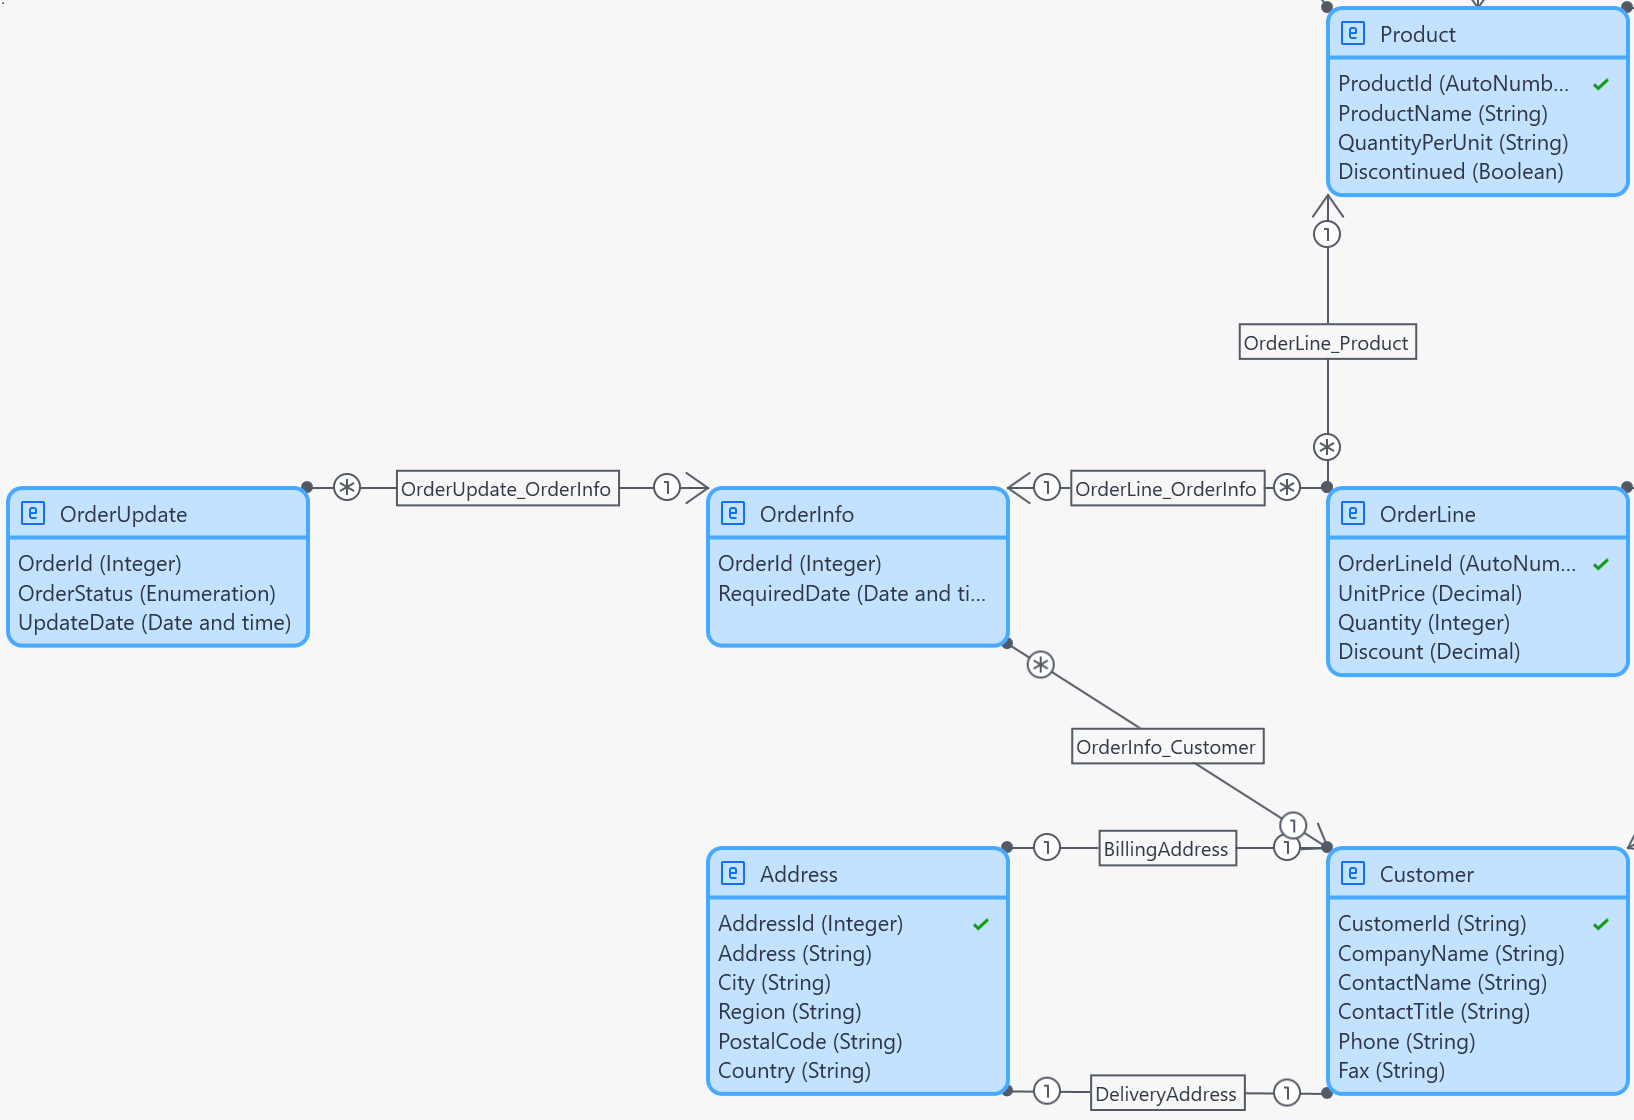 Product
ProductId (AutoNumb...
ProductName (String)
QuantityPerUnit (String)
Discontinued (Boolean)
1
OrderLine_Product
*
OrderUpdate
OrderId (Integer)
OrderStatus (Enumeration)
UpdateDate (Date and time)
* OrderUpdate_OrderInfo 1
OrderInfo
OrderId (Integer)
RequiredDate (Date and ti...
1 OrderLine_OrderInfo *
OrderLine
OrderLineId (AutoNum...
UnitPrice (Decimal)
Quantity (Integer)
Discount (Decimal)
*
OrderInfo_Customer
1
1 BillingAddress 1
Address
AddressId (Integer)
Address (String)
City (String)
Region (String)
PostalCode (String)
Country (String)
Customer
CustomerId (String)
CompanyName (String)
ContactName (String)
ContactTitle (String)
Phone (String)
Fax (String)
1 DeliveryAddress 1